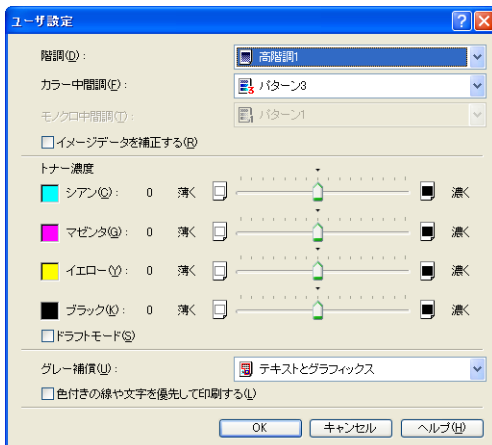 ユーザ設定
階調(D): 高階調1
カラー中間調(F): パターン3
モノクロ中間調(T): パターン1
イメージデータを補正する(R)
トナー濃度
シアン(C): 0 薄く 濃く
マゼンタ(G): 0 薄く 濃く
イエロー(Y): 0 薄く 濃く
ブラック(K): 0 薄く 濃く
ドラフトモード(S)
グレー補償(U): テキストとグラフィックス
色付きの線や文字を優先して印刷する(L)
OK キャンセル ヘルプ(H)